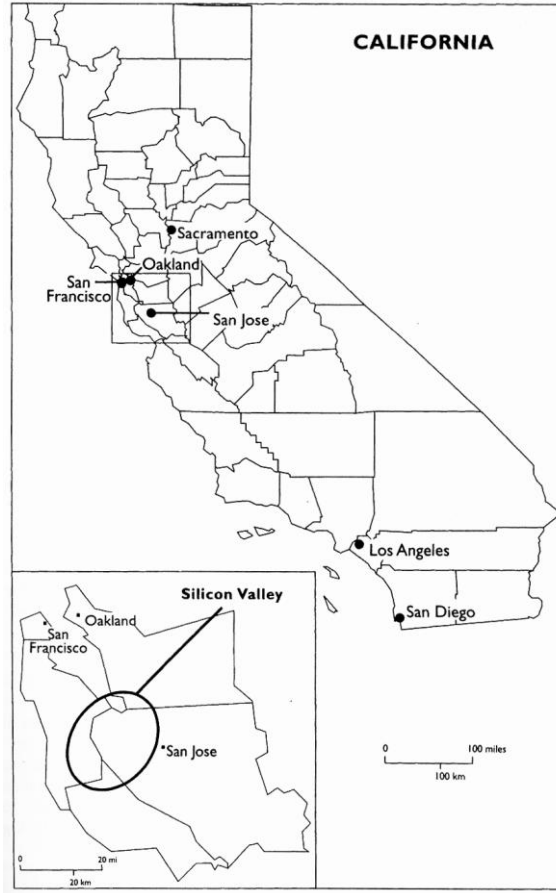 CALIFORNIA
Sacramento
Oakland
San
Francisco
San Jose
Los Angeles
San Diego
0 100 miles
100 km
Silicon Valley
Oakland
San
Francisco
San Jose
0 20 mi
20 km